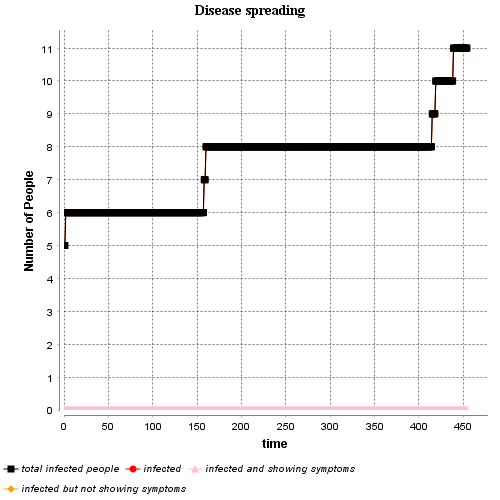 Disease spreading
11
10
9
8
7
6
5
4
3
2
1
0
Number of People
0 50 100 150 200 250 300 350 400 450
time
total infected people infected infected and showing symptoms
infected but not showing symptoms